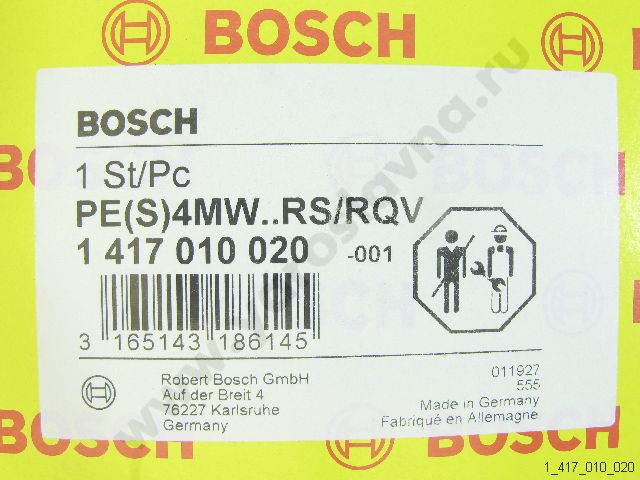 BOSCH
BOSCH
1 St/Pc
PE(S)4MW..RS/RQV
1 417 010 020 -001
3 165143 186145
Robert Bosch GmbH
Auf der Breit 4
76227 Karlsruhe
Germany
011927
555
Made in Germany
Fabriqué en Allemagne
BOSCH
BOSCH
1_417_010_020